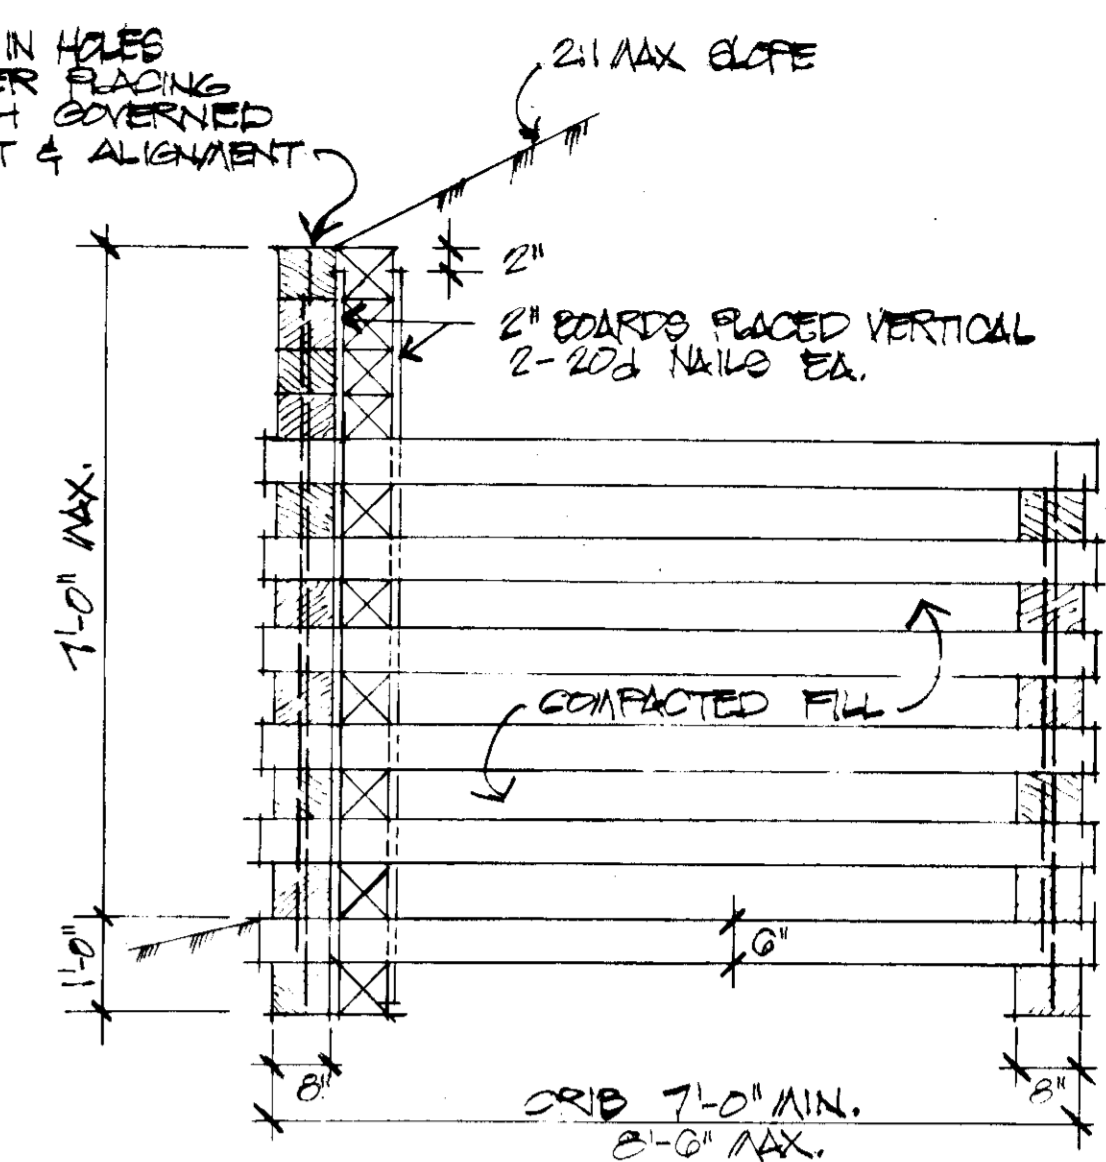 IN HOLES
ER PLACING
H GOVERNED
T & ALIGNMENT
2:1 MAX SLOPE
2"
2" BOARDS PLACED VERTICAL
2-20d NAILS EA.
7'-0" MAX.
COMPACTED FILL
1'-0"
6"
8"
8"
CRIB 7'-0" MIN.
8'-6" MAX.